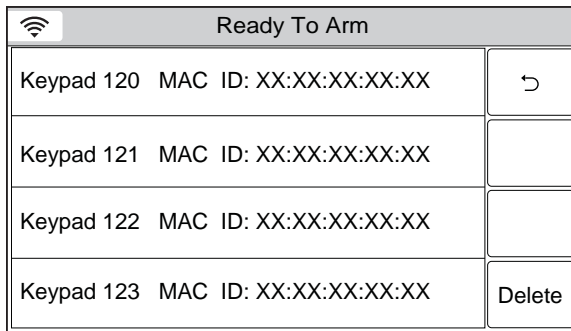 Ready To Arm
Keypad 120 MAC ID: XX:XX:XX:XX:XX
Keypad 121 MAC ID: XX:XX:XX:XX:XX
Keypad 122 MAC ID: XX:XX:XX:XX:XX
Keypad 123 MAC ID: XX:XX:XX:XX:XX
Delete